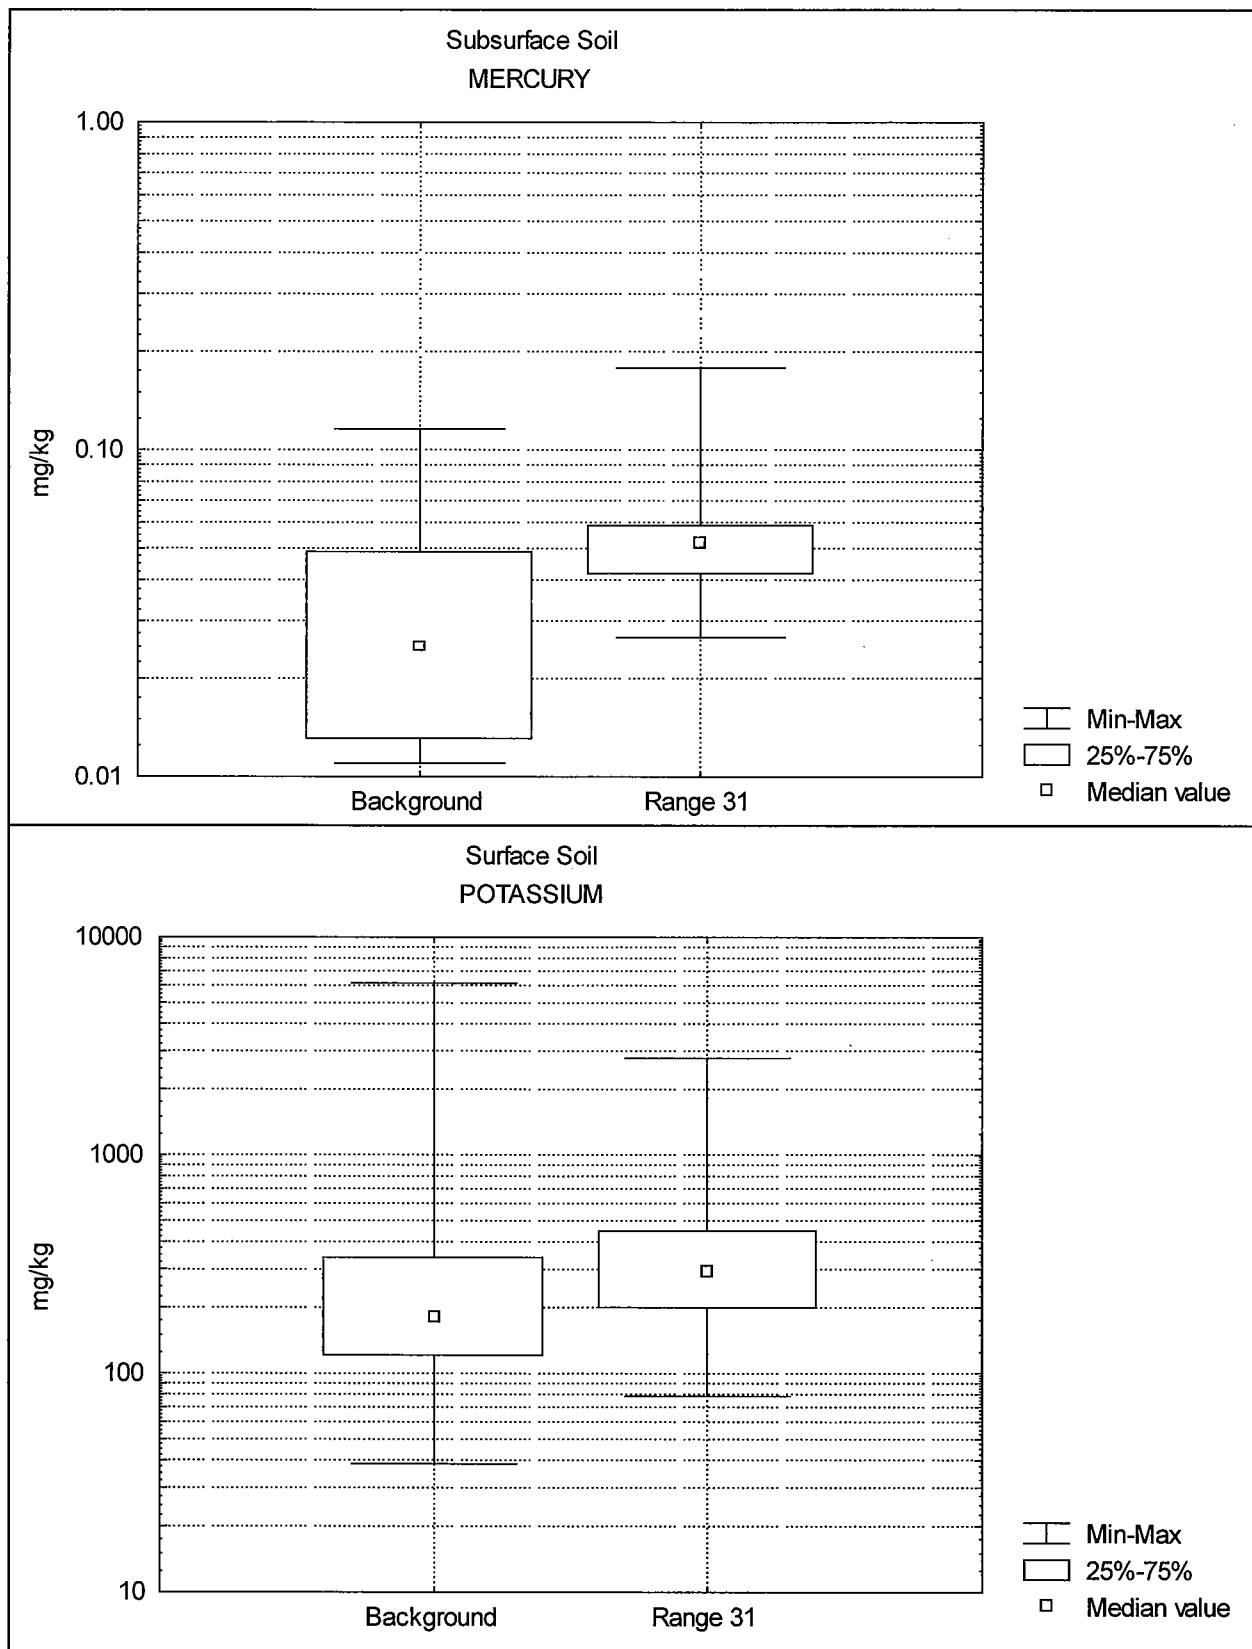 Subsurface Soil
MERCURY
1.00
0.10
0.01
mg/kg
Background
Range 31
Min-Max
25%-75%
Median value
Surface Soil
POTASSIUM
10000
1000
100
10
mg/kg
Background
Range 31
Min-Max
25%-75%
Median value